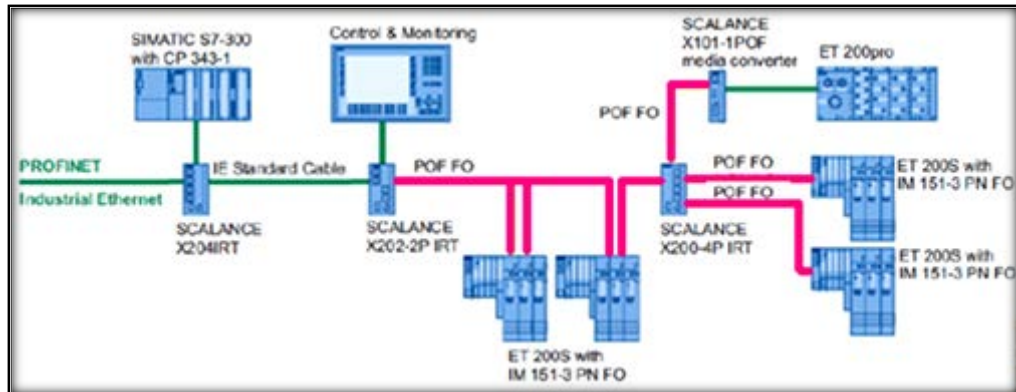 SIMATIC S7-300
with CP 343-1
Control & Monitoring
SCALANCE
X101-1POF
media converter
ET 200pro
POF FO
PROFINET
Industrial Ethernet
IE Standard Cable
POF FO
POF FO
POF FO
ET 200S with
IM 151-3 PN FO
SCALANCE
X204IRT
SCALANCE
X202-2P IRT
SCALANCE
X200-4P IRT
ET 200S with
IM 151-3 PN FO
ET 200S with
IM 151-3 PN FO